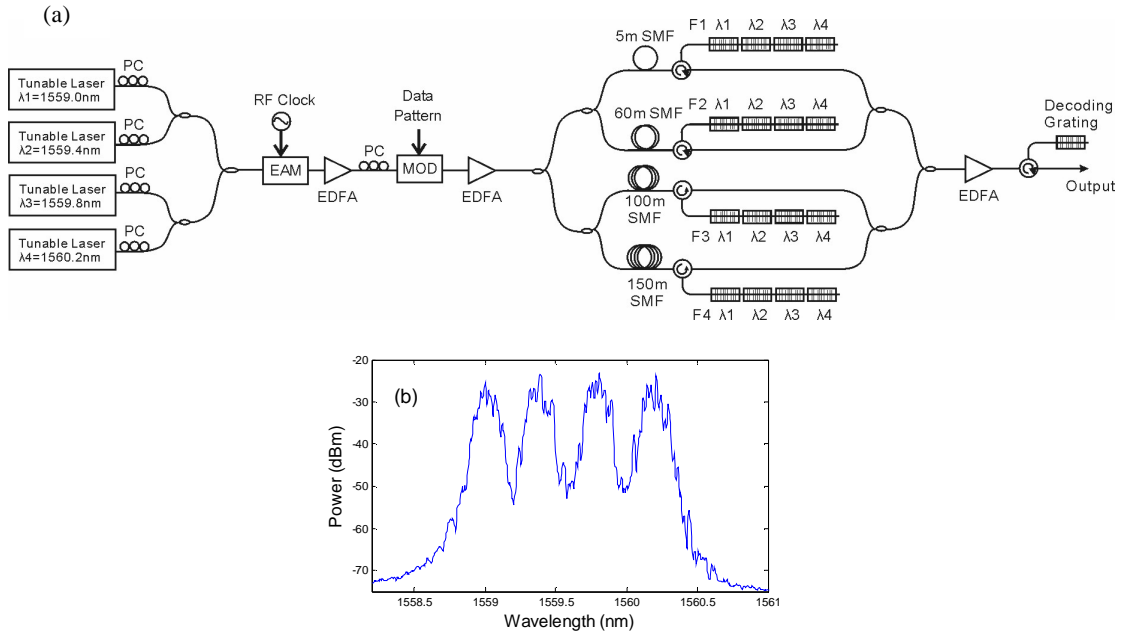 (a)
PC
Tunable Laser
λ1=1559.0nm
PC
Tunable Laser
λ2=1559.4nm
PC
Tunable Laser
λ3=1559.8nm
PC
Tunable Laser
λ4=1560.2nm
RF Clock
EAM
EDFA
PC
Data
Pattern
MOD
EDFA
5m SMF
F1 λ1 λ2 λ3 λ4
60m SMF
F2 λ1 λ2 λ3 λ4
100m
SMF
F3 λ1 λ2 λ3 λ4
150m
SMF
F4 λ1 λ2 λ3 λ4
EDFA
Decoding
Grating
Output
(b)
Power (dBm)
-20
-30
-40
-50
-60
-70
1558.5 1559 1559.5 1560 1560.5 1561
Wavelength (nm)